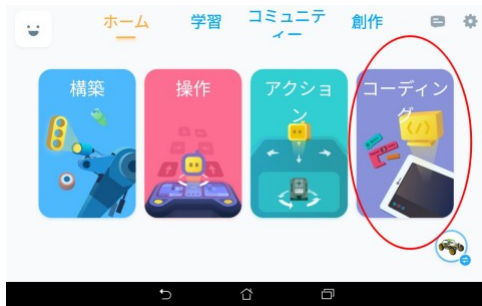 ホーム
学習
コミュニテ
ィー
創作
構築
操作
アクショ
ン
コーディン
グ